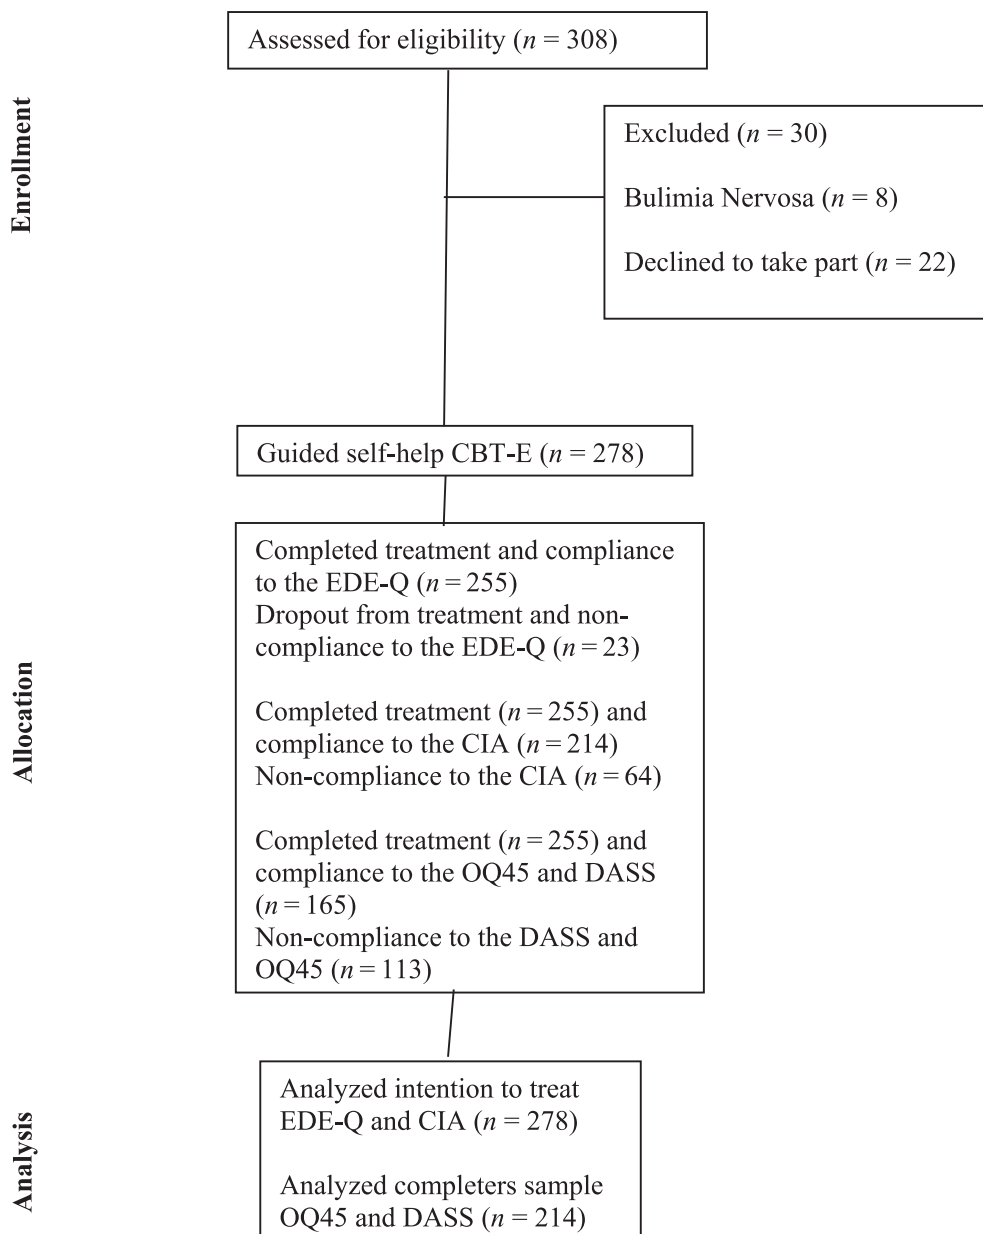 Assessed for eligibility (n = 308)
Enrollment
Excluded (n = 30)
Bulimia Nervosa (n = 8)
Declined to take part (n = 22)
Guided self-help CBT-E (n = 278)
Allocation
Completed treatment and compliance
to the EDE-Q (n = 255)
Dropout from treatment and non-
compliance to the EDE-Q (n = 23)
Completed treatment (n = 255) and
compliance to the CIA (n = 214)
Non-compliance to the CIA (n = 64)
Completed treatment (n = 255) and
compliance to the OQ45 and DASS
(n = 165)
Non-compliance to the DASS and
OQ45 (n = 113)
Analysis
Analyzed intention to treat
EDE-Q and CIA (n = 278)
Analyzed completers sample
OQ45 and DASS (n = 214)